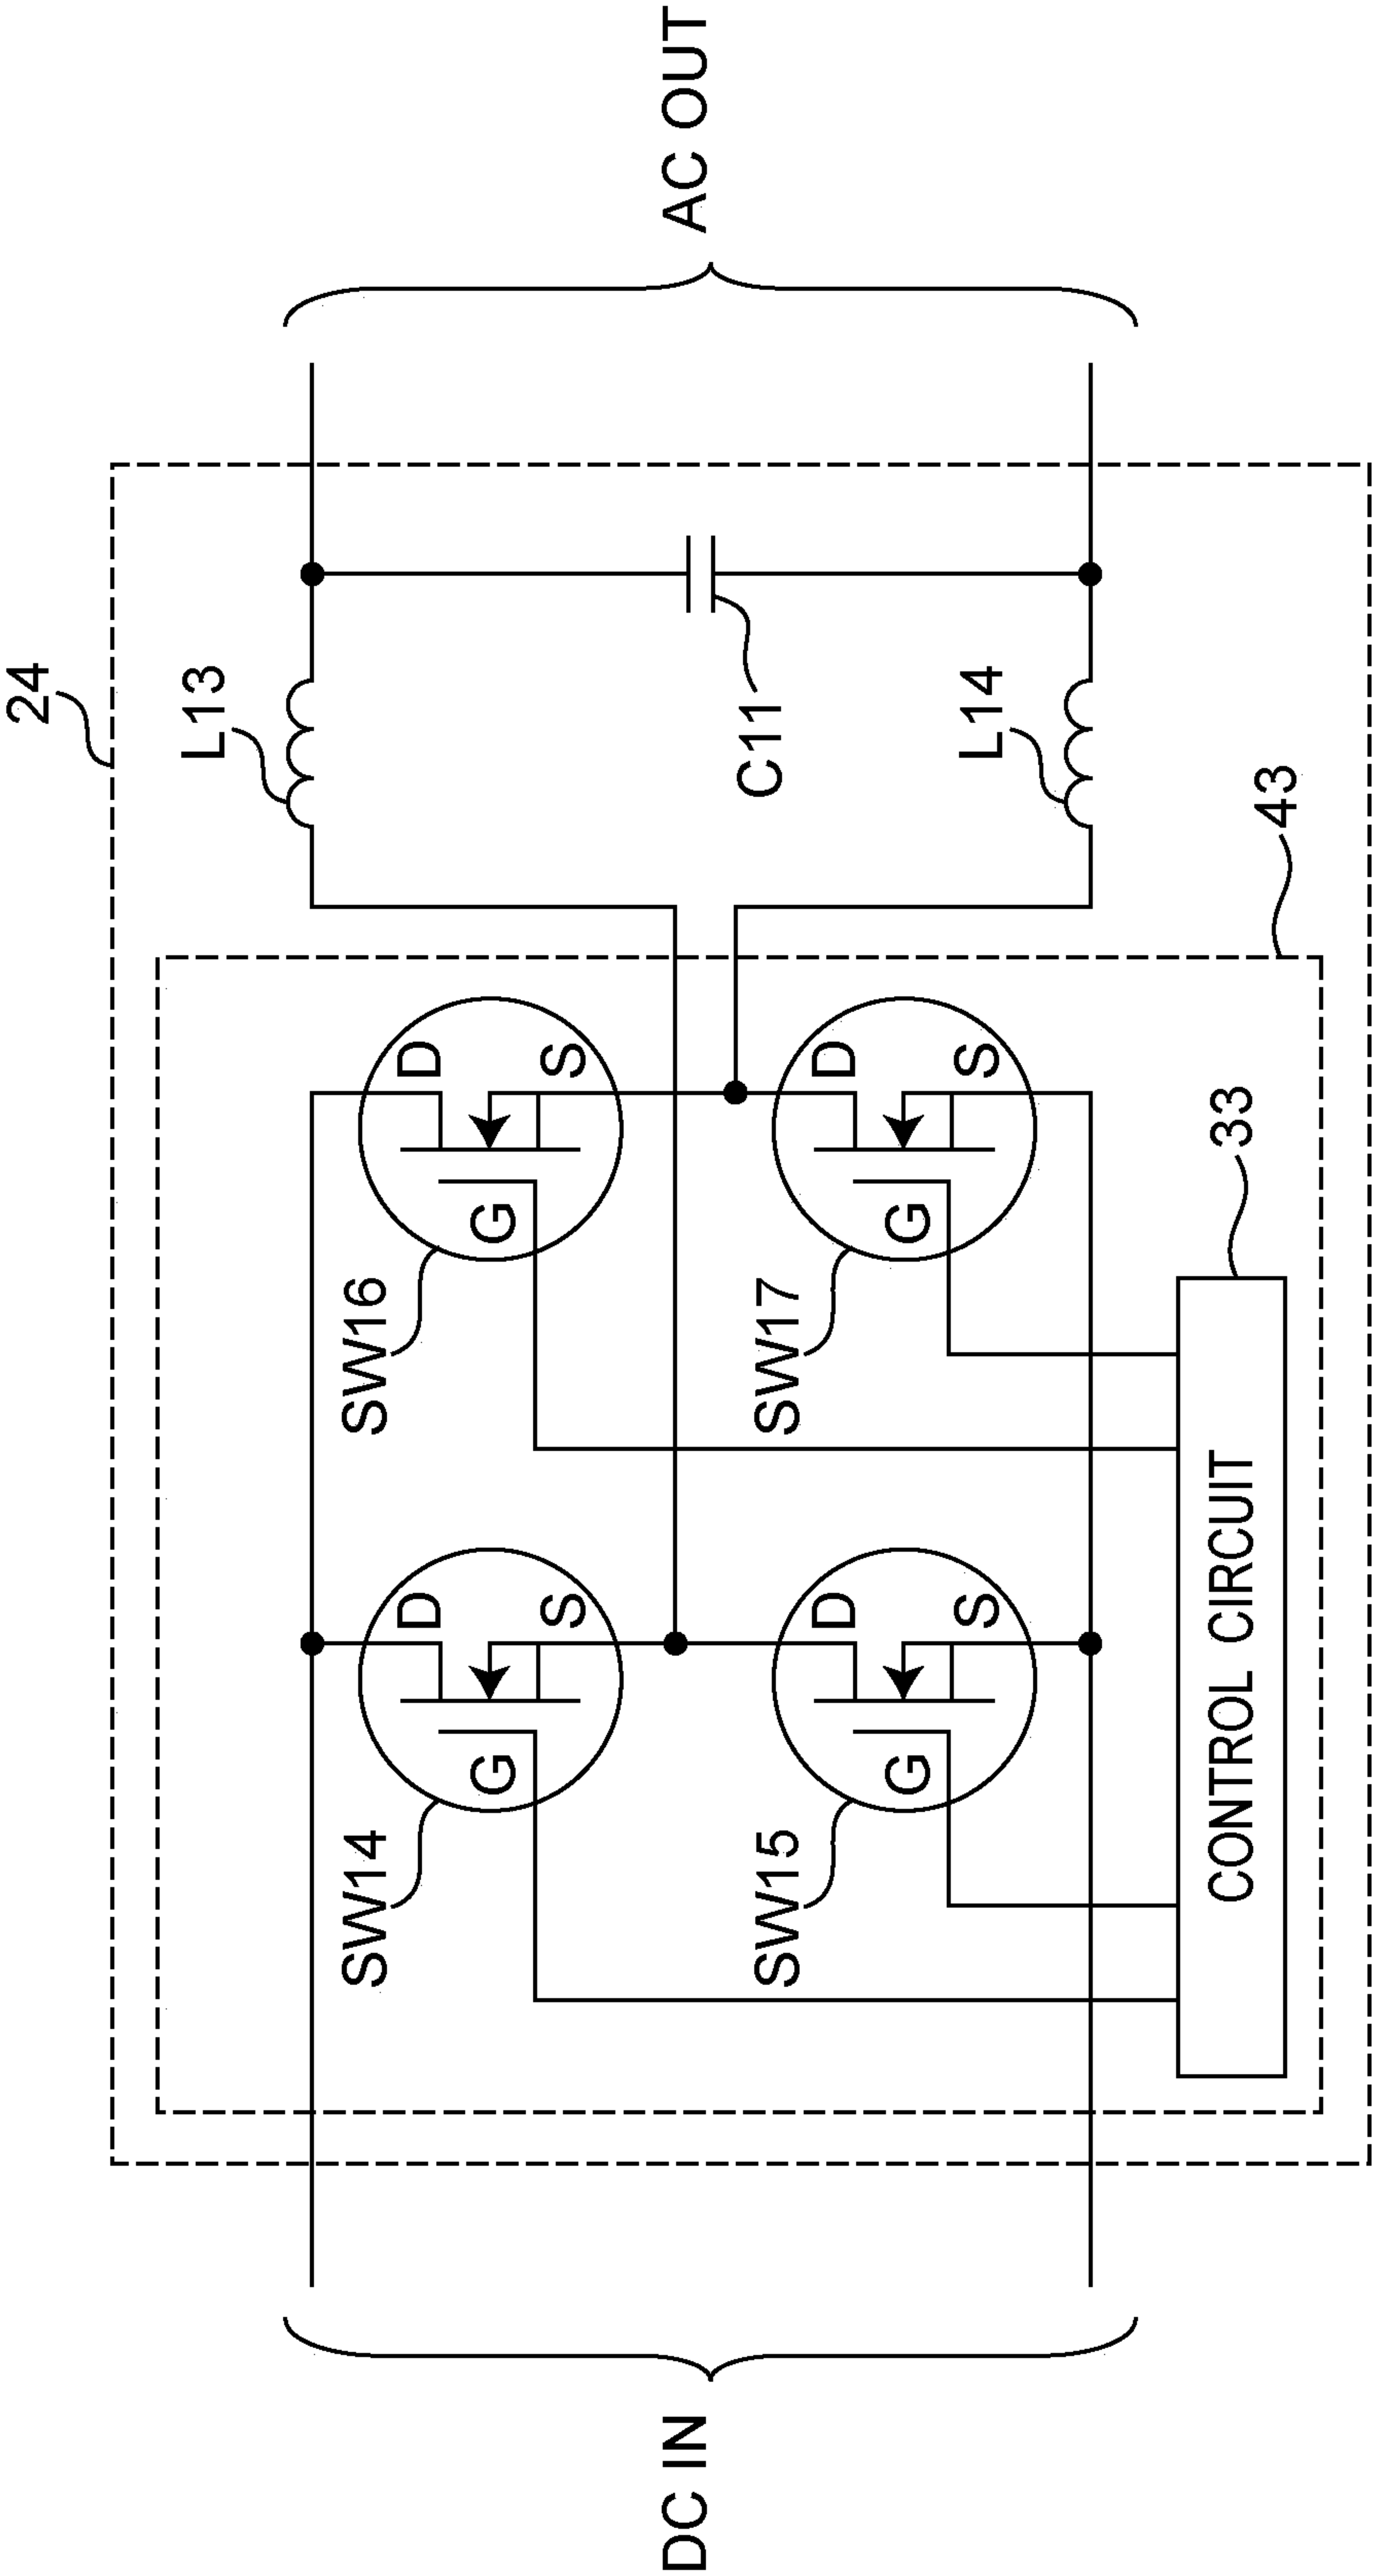 24
L13
C11
L14
43
SW16
D
S
G
SW17
D
S
G
33
SW14
D
S
G
SW15
D
S
G
CONTROL CIRCUIT
DC IN
AC OUT